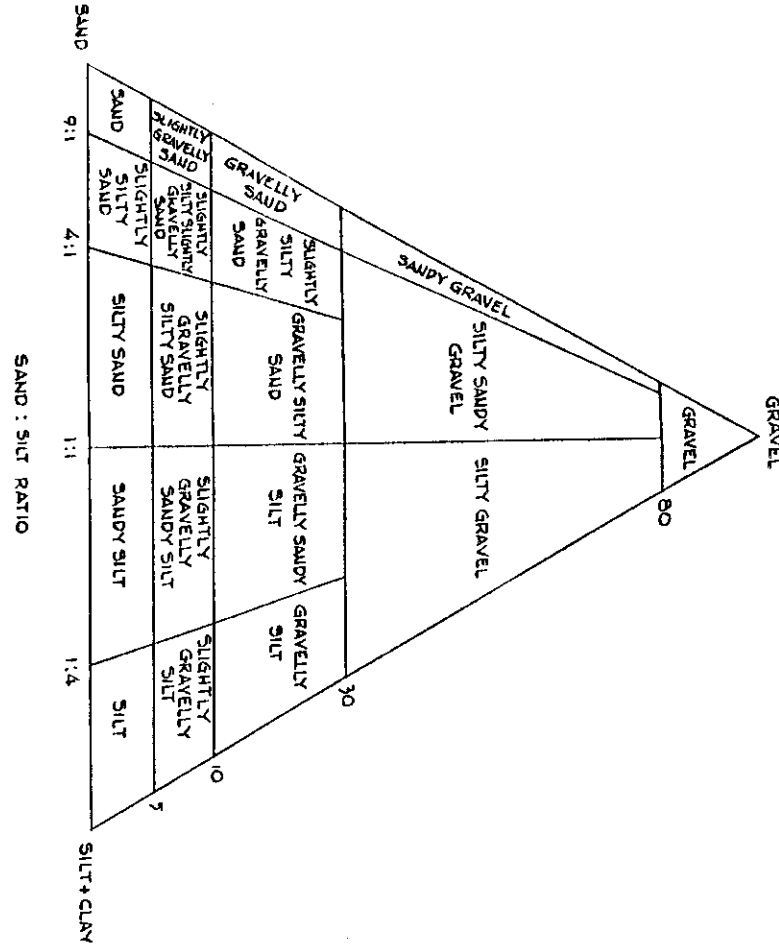 GRAVEL
GRAVEL
80
SANDY GRAVEL
SILTY SANDY
GRAVEL
SILTY GRAVEL
30
GRAVELLY
SAND
SLIGHTLY
SILTY
GRAVELLY
SAND
GRAVELLY SILTY
SAND
GRAVELLY SANDY
SILT
GRAVELLY
SILT
10
SLIGHTLY
GRAVELLY
SAND
SLIGHTLY
SILTY SLIGHTLY
GRAVELLY
SAND
SLIGHTLY
GRAVELLY
SILTY SAND
SLIGHTLY
GRAVELLY
SANDY SILT
SLIGHTLY
GRAVELLY
SILT
5
SAND
SLIGHTLY
SILTY
SAND
SILTY SAND
SANDY SILT
SILT
SAND
9:1
4:1
1:1
1:4
SILT+CLAY
SAND : SILT RATIO